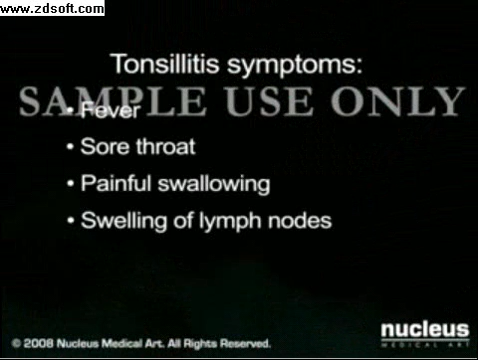 www.zdsoft.com
Tonsillitis symptoms:
SAMPLE USE ONLY
• Fever
• Sore throat
• Painful swallowing
• Swelling of lymph nodes
nucleus
MEDICAL ART
© 2008 Nucleus Medical Art. All Rights Reserved.